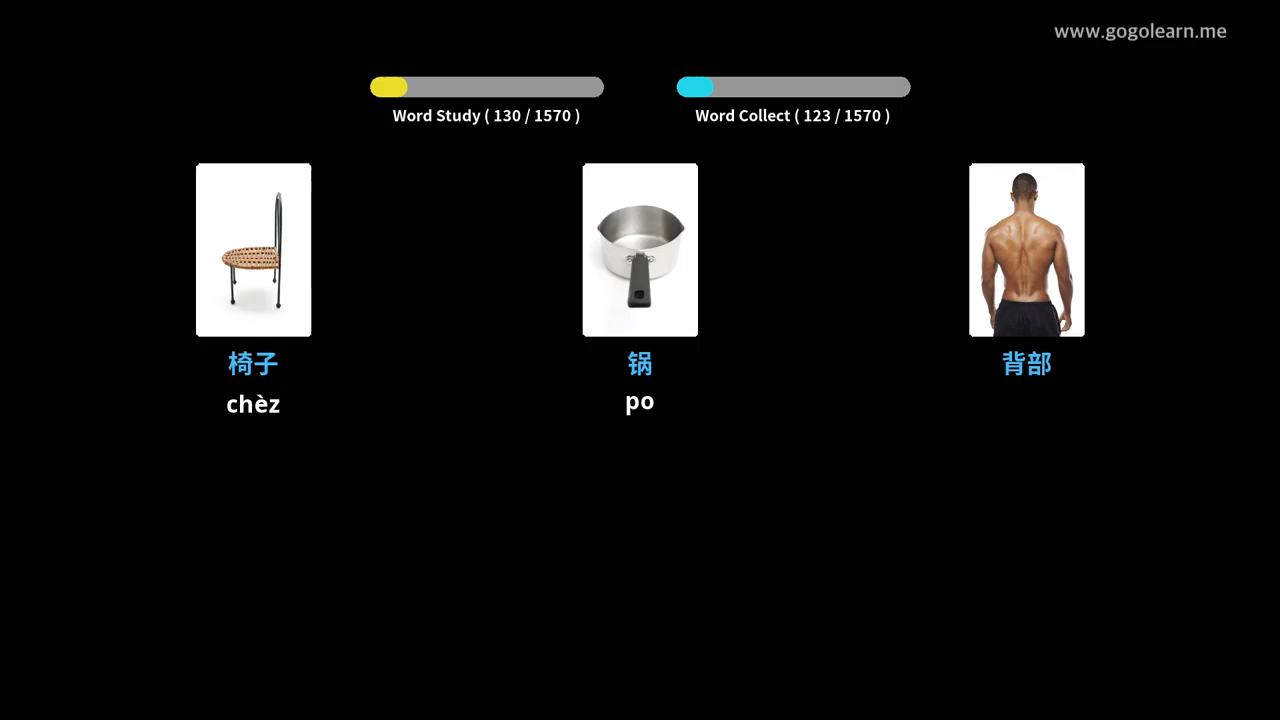 www.gogolearn.me
Word Study ( 130 / 1570 )
Word Collect ( 123 / 1570 )
椅子
锅
背部
chèz
po